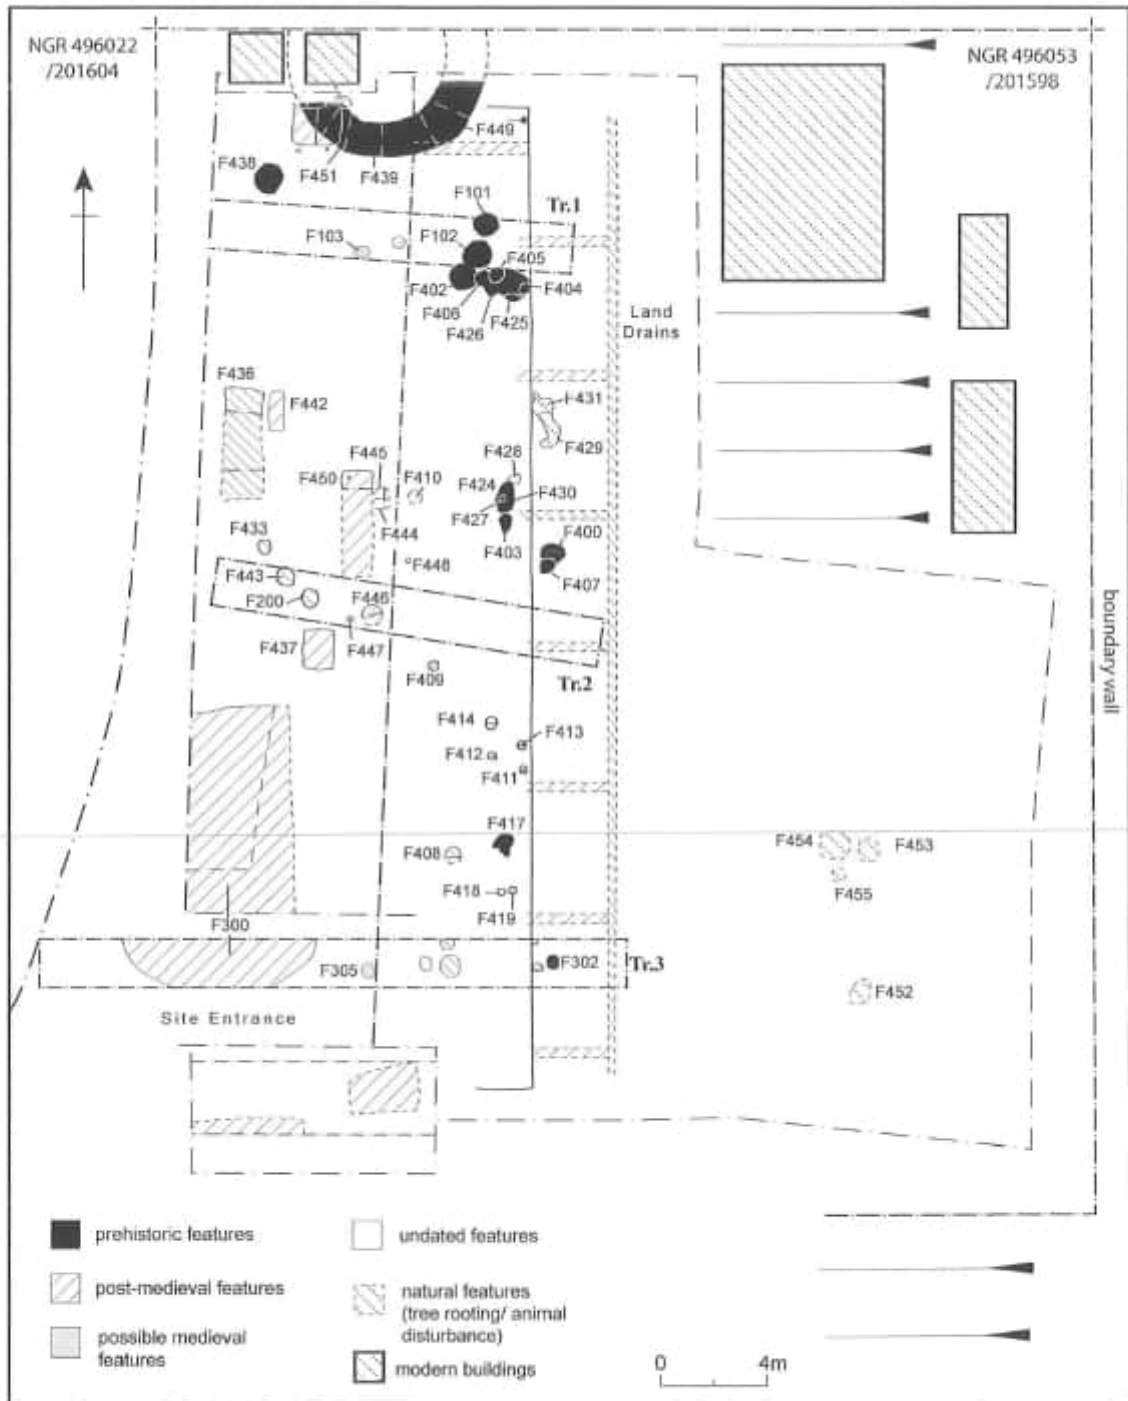 NGR 496022
/201604
NGR 496053
/201598
F449
F438
F451
F439
F101
Tr.1
F103
F102
F405
F402
F404
F406
F426
F425
Land
Drains
F436
F442
F431
F429
F445
F428
F450
F410
F424
F430
F427
F444
F433
F403
F400
F448
F443
F407
F200
F446
F437
F447
F409
Tr.2
boundary wall
F414
F413
F412
F411
F417
F408
F454
F453
F455
F418
F419
F300
F305
F302
Tr.3
F452
Site Entrance
prehistoric features
undated features
post-medieval features
natural features
(tree rooting/ animal
disturbance)
possible medieval
features
modern buildings
0
4m